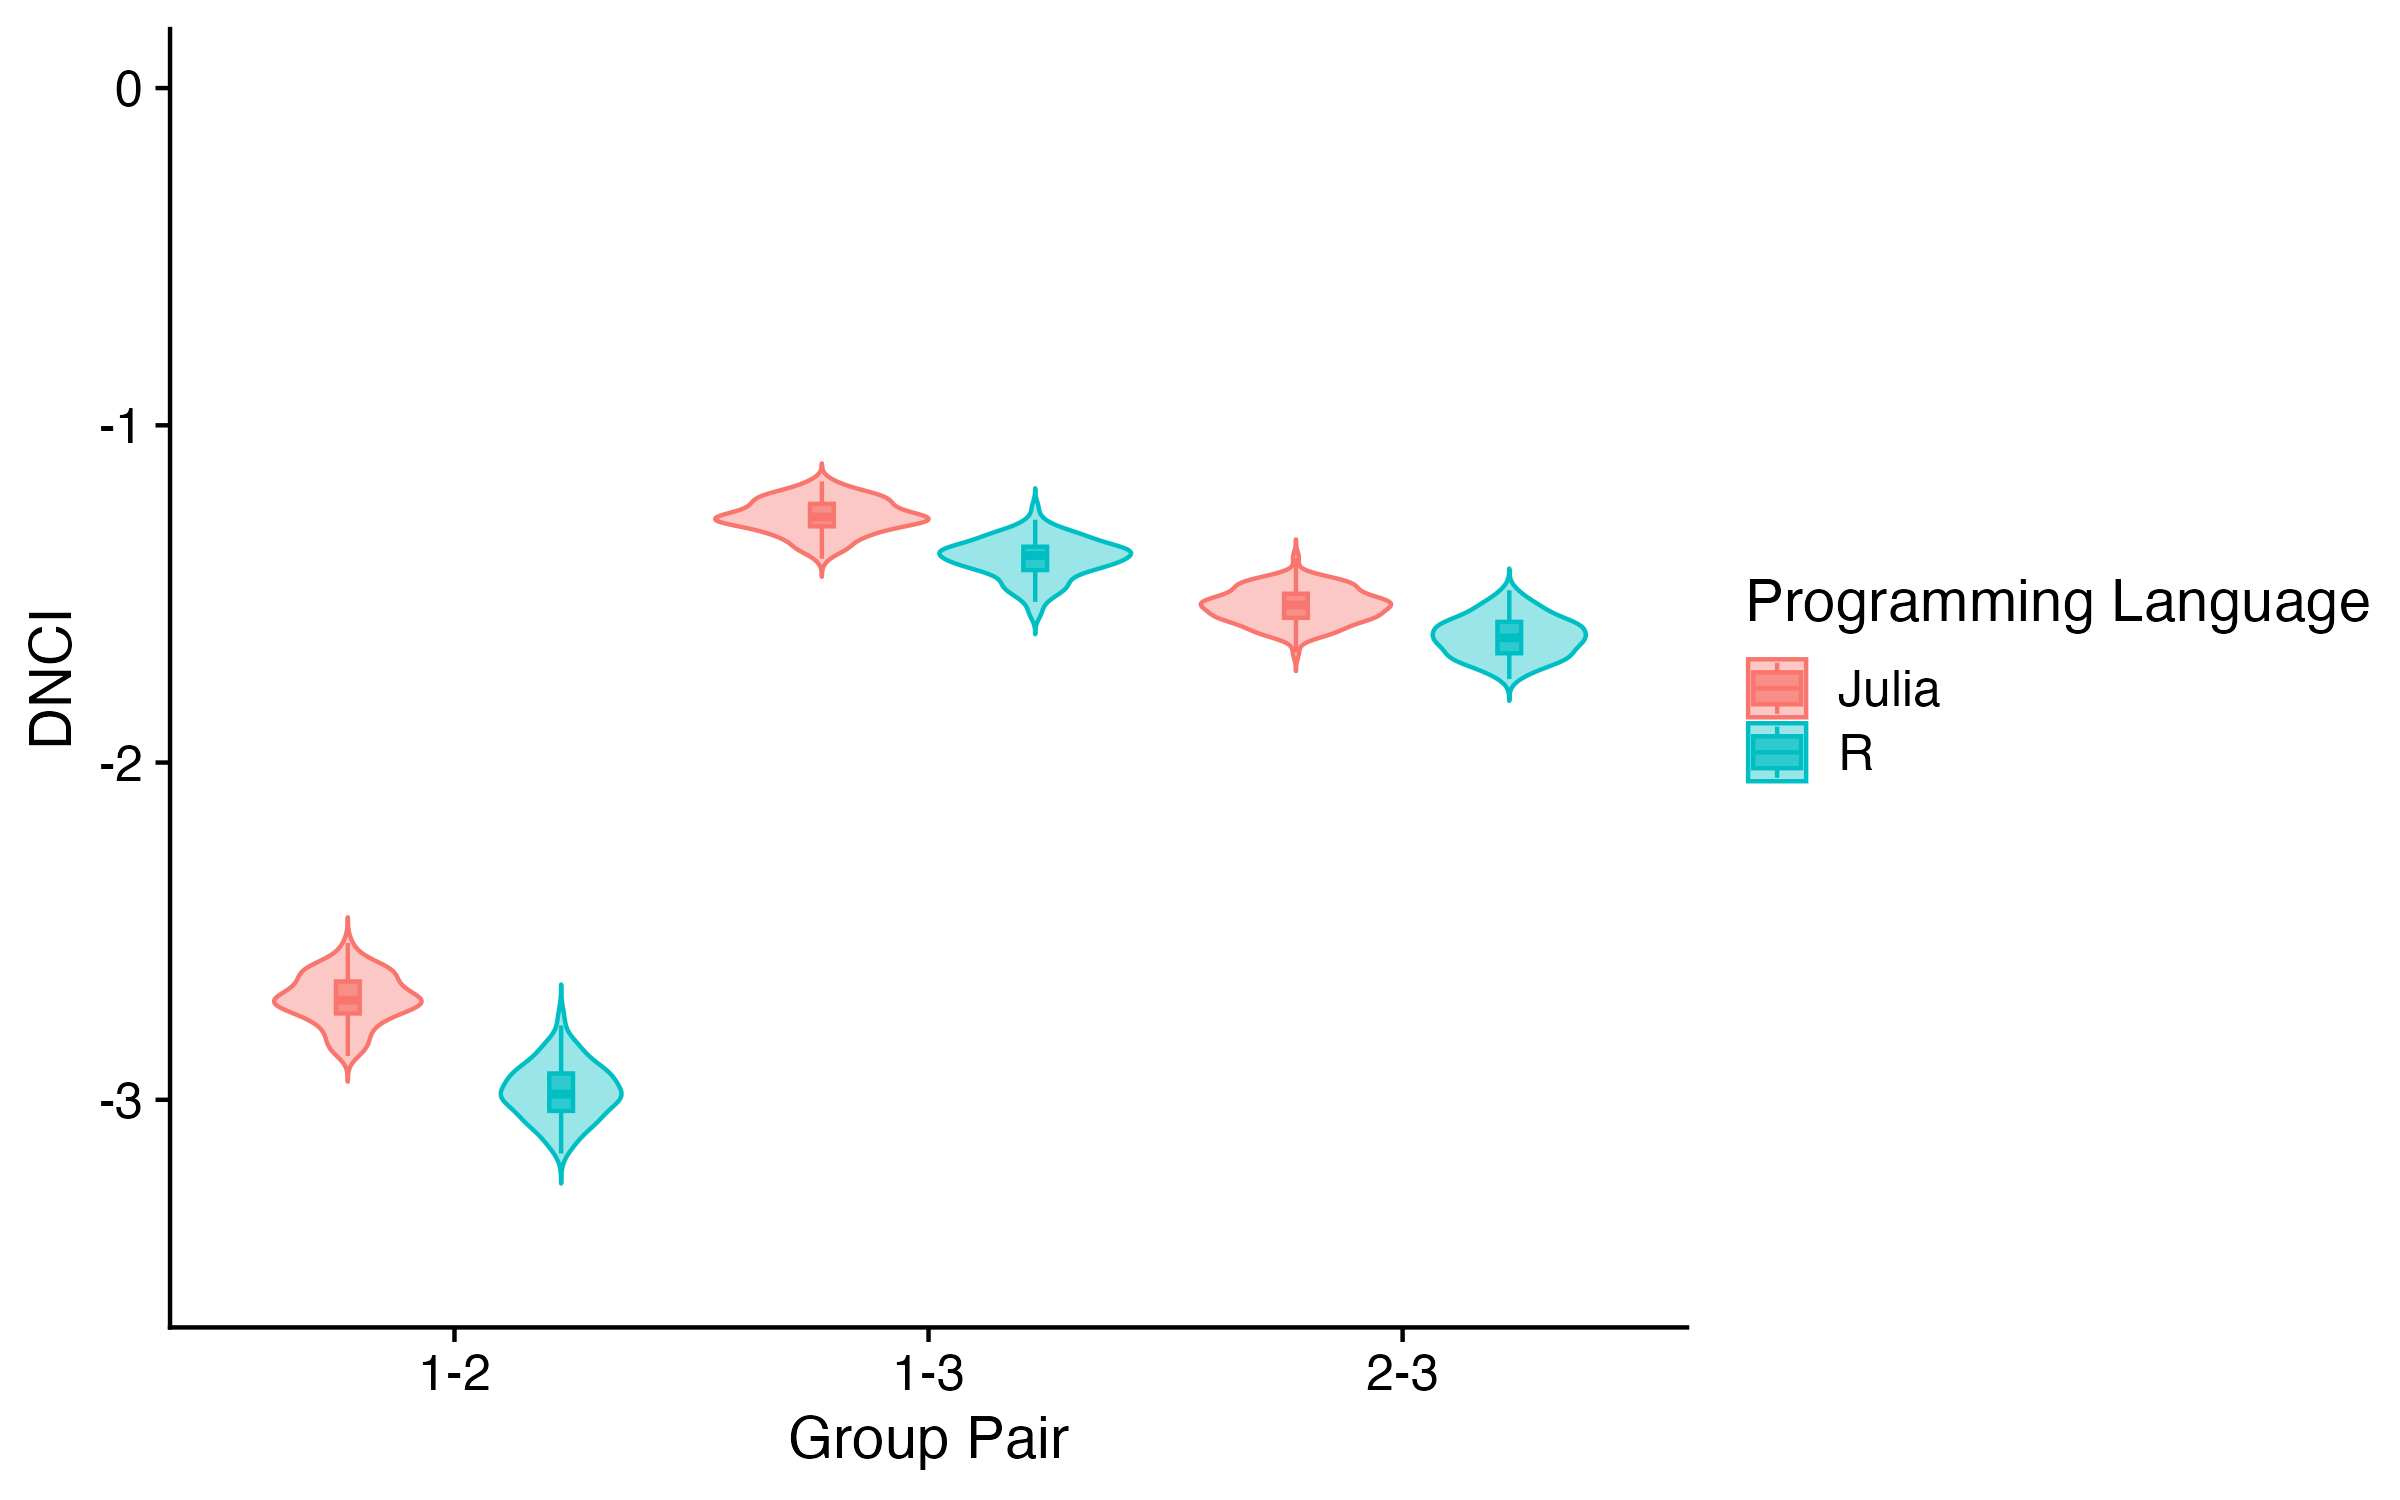 0
-1
-2
-3
DNCI
1-2
1-3
2-3
Group Pair
Programming Language
Julia
R